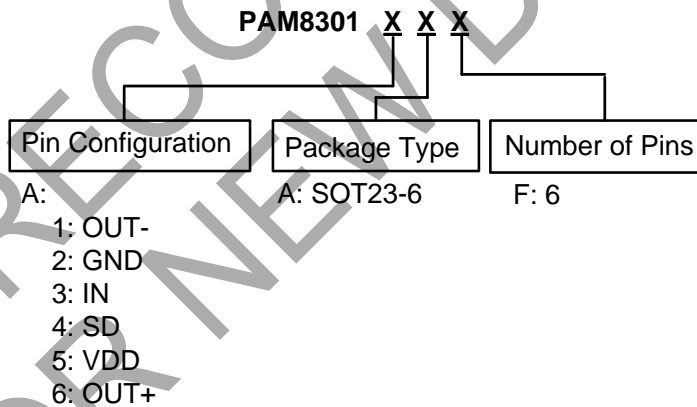 PAM8301 X X X
Pin Configuration
Package Type
Number of Pins
A:
A: SOT23-6
F: 6
1: OUT-
2: GND
3: IN
4: SD
5: VDD
6: OUT+